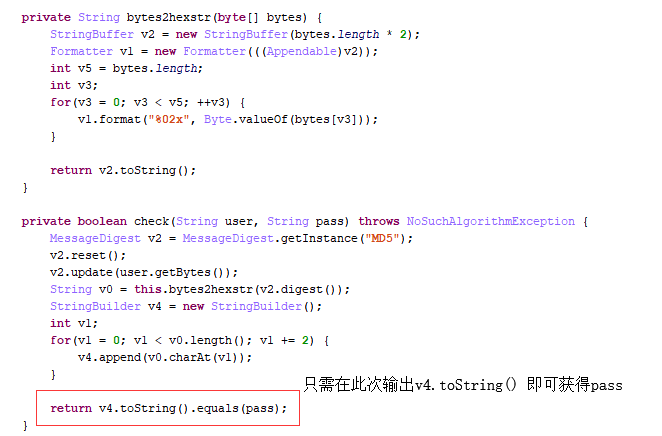 private String bytes2hexstr(byte[] bytes) {
    StringBuffer v2 = new StringBuffer(bytes.length * 2);
    Formatter v1 = new Formatter(((Appendable)v2));
    int v5 = bytes.length;
    int v3;
    for(v3 = 0; v3 < v5; ++v3) {
        v1.format("%02x", Byte.valueOf(bytes[v3]));
    }
    return v2.toString();
}
private boolean check(String user, String pass) throws NoSuchAlgorithmException {
    MessageDigest v2 = MessageDigest.getInstance("MD5");
    v2.reset();
    v2.update(user.getBytes());
    String v0 = this.bytes2hexstr(v2.digest());
    StringBuilder v4 = new StringBuilder();
    int v1;
    for(v1 = 0; v1 < v0.length(); v1 += 2) {
        v4.append(v0.charAt(v1));
    }
只需在此次输出v4.toString() 即可获得pass
    return v4.toString().equals(pass);
}